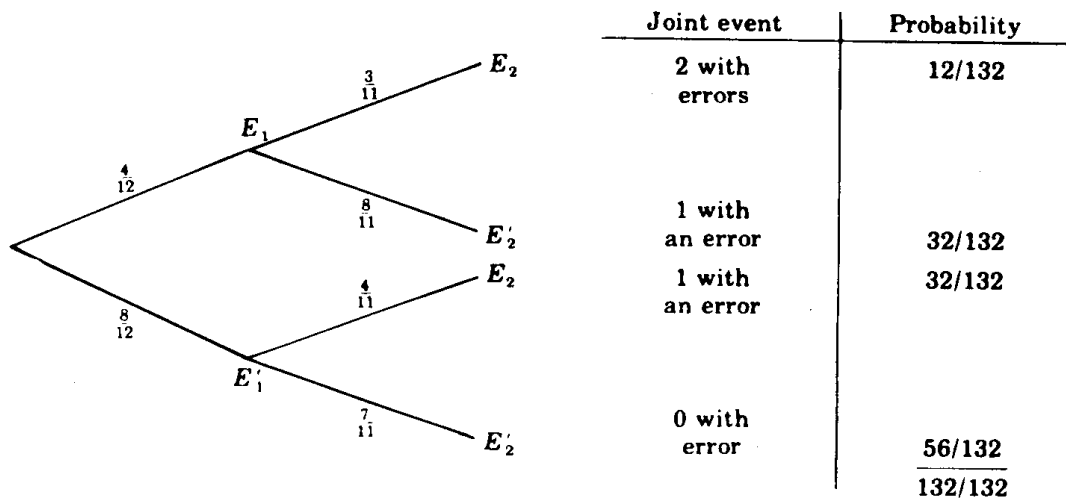 Joint event Probability
E₂
3/11
2 with errors 12/132
E₁
4/12
8/11
E′₂
1 with an error 32/132
E₂
4/11
1 with an error 32/132
8/12
E′₁
7/11
E′₂
0 with error 56/132
132/132